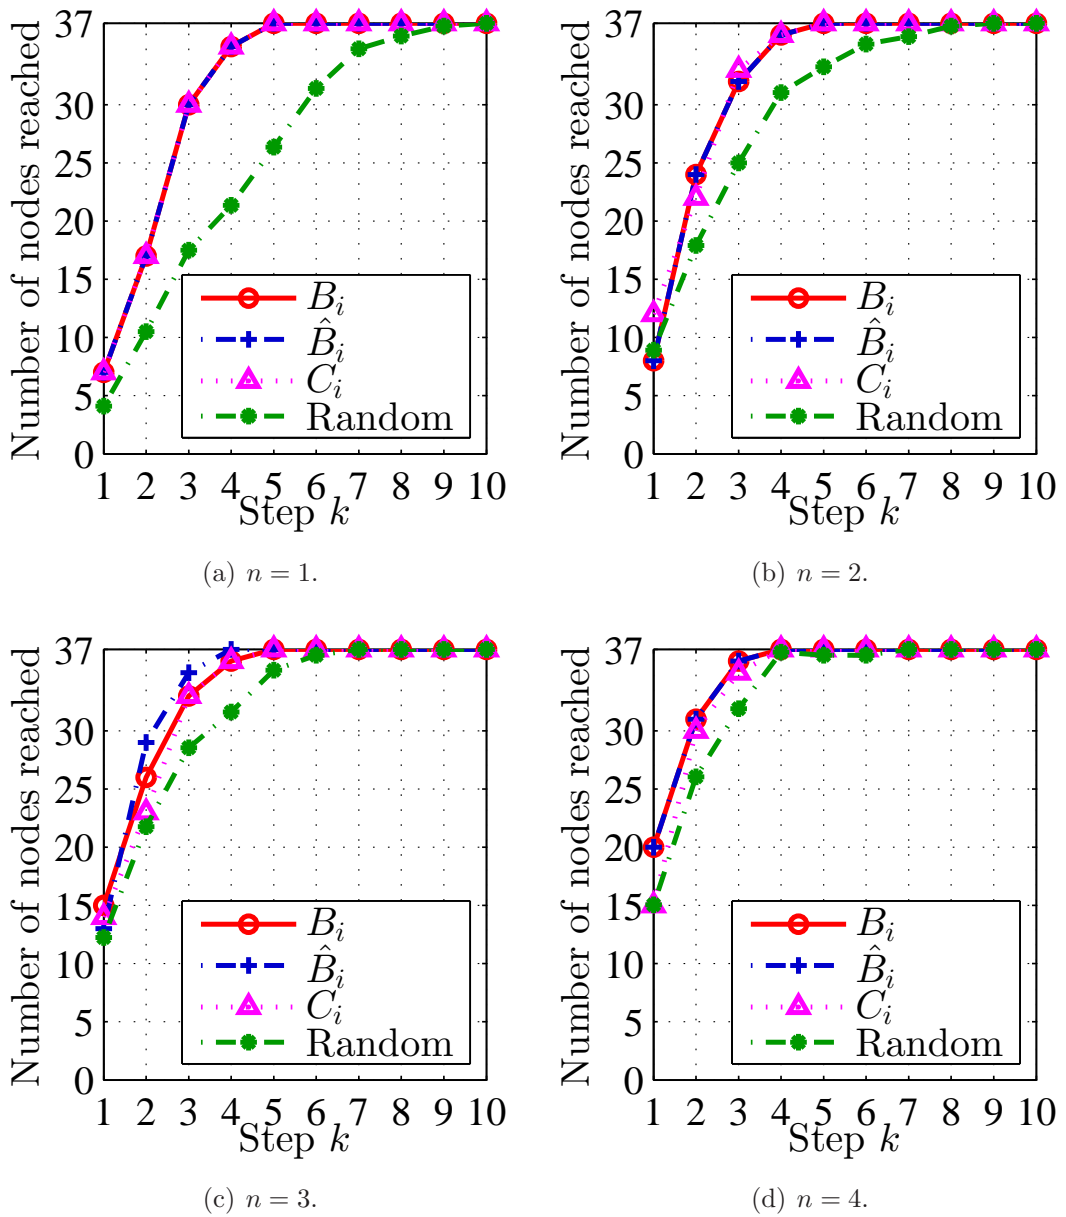 Number of nodes reached
37
30
25
20
15
10
5
0
B_i
B̂_i
C_i
Random
1 2 3 4 5 6 7 8 9 10
Step k
(a) n = 1.
Number of nodes reached
37
30
25
20
15
10
5
0
B_i
B̂_i
C_i
Random
1 2 3 4 5 6 7 8 9 10
Step k
(b) n = 2.
Number of nodes reached
37
30
25
20
15
10
5
0
B_i
B̂_i
C_i
Random
1 2 3 4 5 6 7 8 9 10
Step k
(c) n = 3.
Number of nodes reached
37
30
25
20
15
10
5
0
B_i
B̂_i
C_i
Random
1 2 3 4 5 6 7 8 9 10
Step k
(d) n = 4.